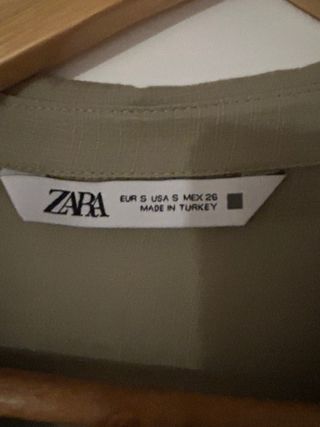 ZARA
EUR S USA S MEX 26
MADE IN TURKEY